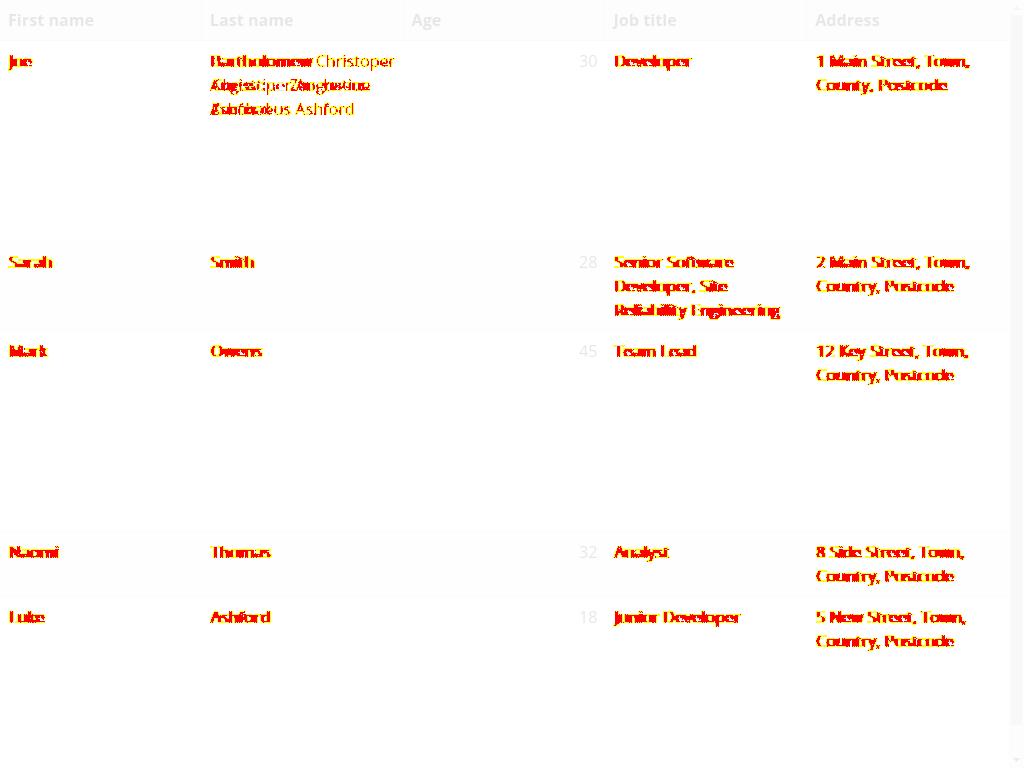 First name Last name Age Job title Address
Joe Bartholomew Christoper 30 Developer 1 Main Street, Town,
County, Postcode
Ashford
Sarah Smith 28 Senior Software 2 Main Street, Town,
Developer, Site Country, Postcode
Reliability Engineering
Mark Owens 45 Team Lead 12 Key Street, Town,
Country, Postcode
Naomi Thomas 32 Analyst 8 Side Street, Town,
Country, Postcode
Luke Ashford 18 Junior Developer 5 New Street, Town,
Country, Postcode